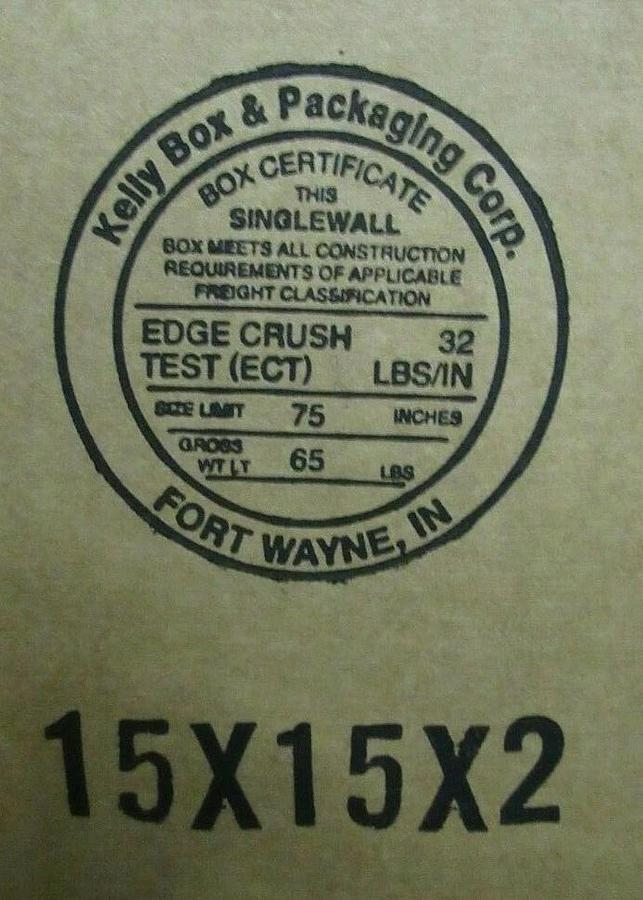 Kelly Box & Packaging Corp.
BOX CERTIFICATE
THIS
SINGLEWALL
BOX MEETS ALL CONSTRUCTION
REQUIREMENTS OF APPLICABLE
FREIGHT CLASSIFICATION
EDGE CRUSH 32
TEST (ECT) LBS/IN
SIZE LIMIT 75 INCHES
GROSS
WT LT 65 LBS
FORT WAYNE, IN
15X15X2